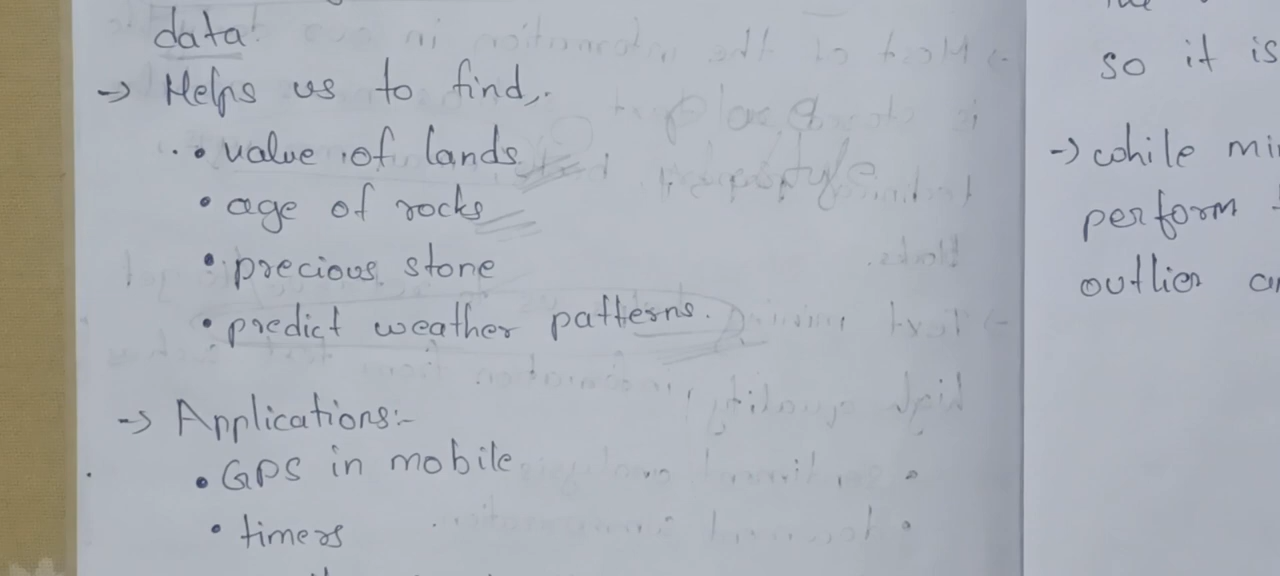 data.
-> Helps us to find,.
• value of lands
• age of rocks
• precious stone
• predict weather patterns.
-> Applications:-
• GPS in mobile
• timers
so it is
-> while mi
perform
outlier